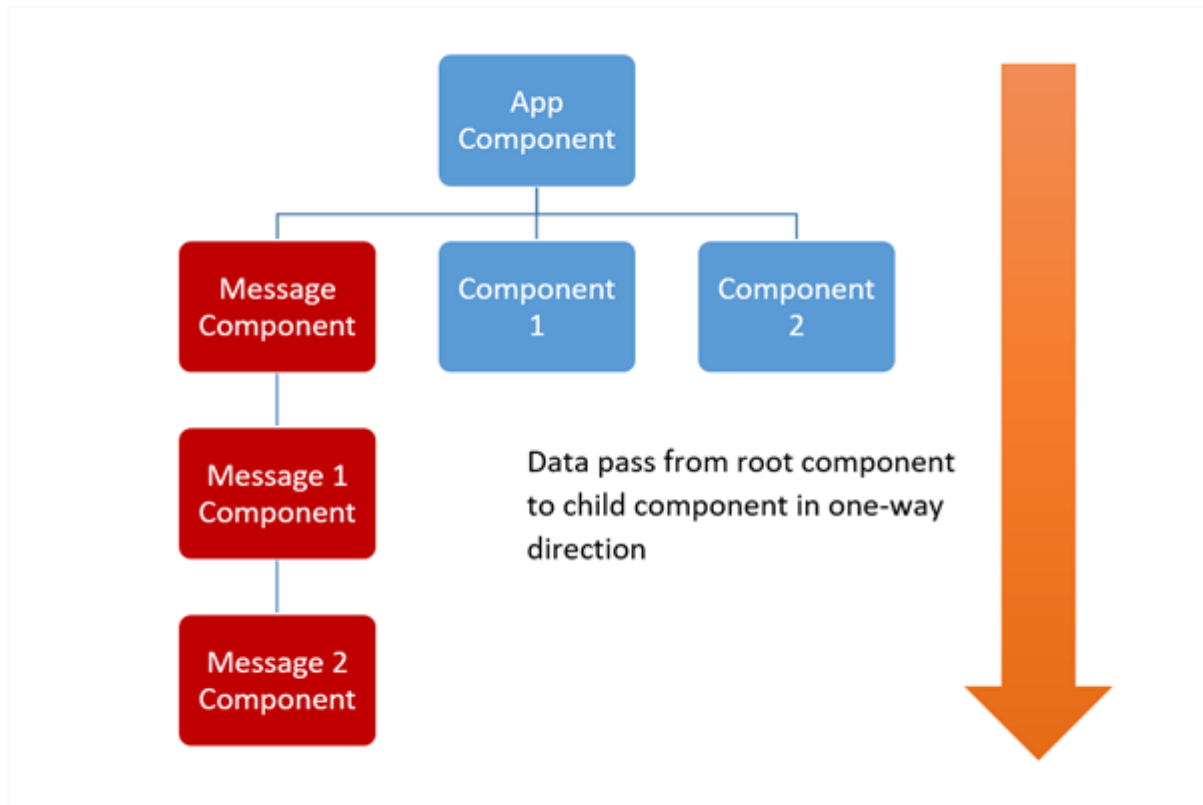 App
Component
Message
Component
Component
1
Component
2
Message 1
Component
Data pass from root component
to child component in one-way
direction
Message 2
Component